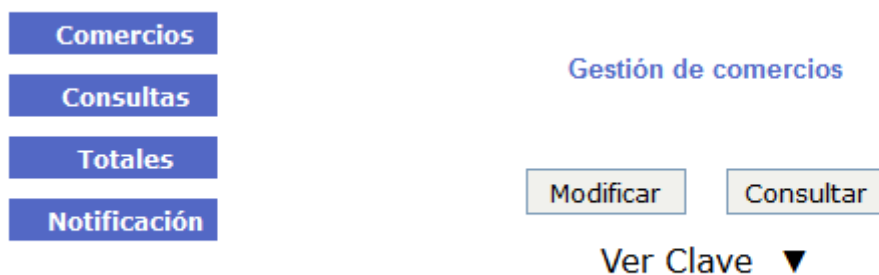 Comercios
Consultas
Totales
Notificación
Gestión de comercios
Modificar
Consultar
Ver Clave ▼